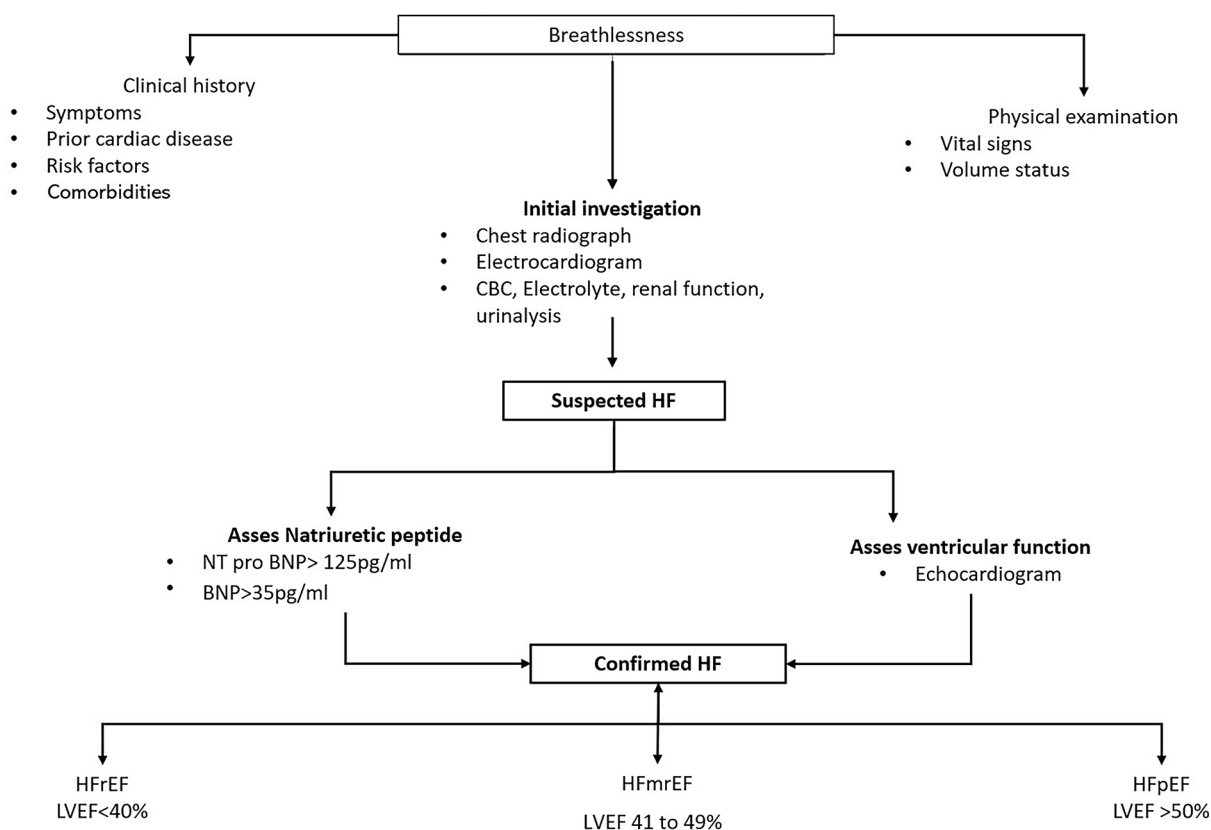 Breathlessness
Clinical history
• Symptoms
• Prior cardiac disease
• Risk factors
• Comorbidities
Physical examination
• Vital signs
• Volume status
Initial investigation
• Chest radiograph
• Electrocardiogram
• CBC, Electrolyte, renal function,
urinalysis
Suspected HF
Asses Natriuretic peptide
• NT pro BNP> 125pg/ml
• BNP>35pg/ml
Asses ventricular function
• Echocardiogram
Confirmed HF
HFrEF
LVEF<40%
HFmrEF
LVEF 41 to 49%
HFpEF
LVEF >50%